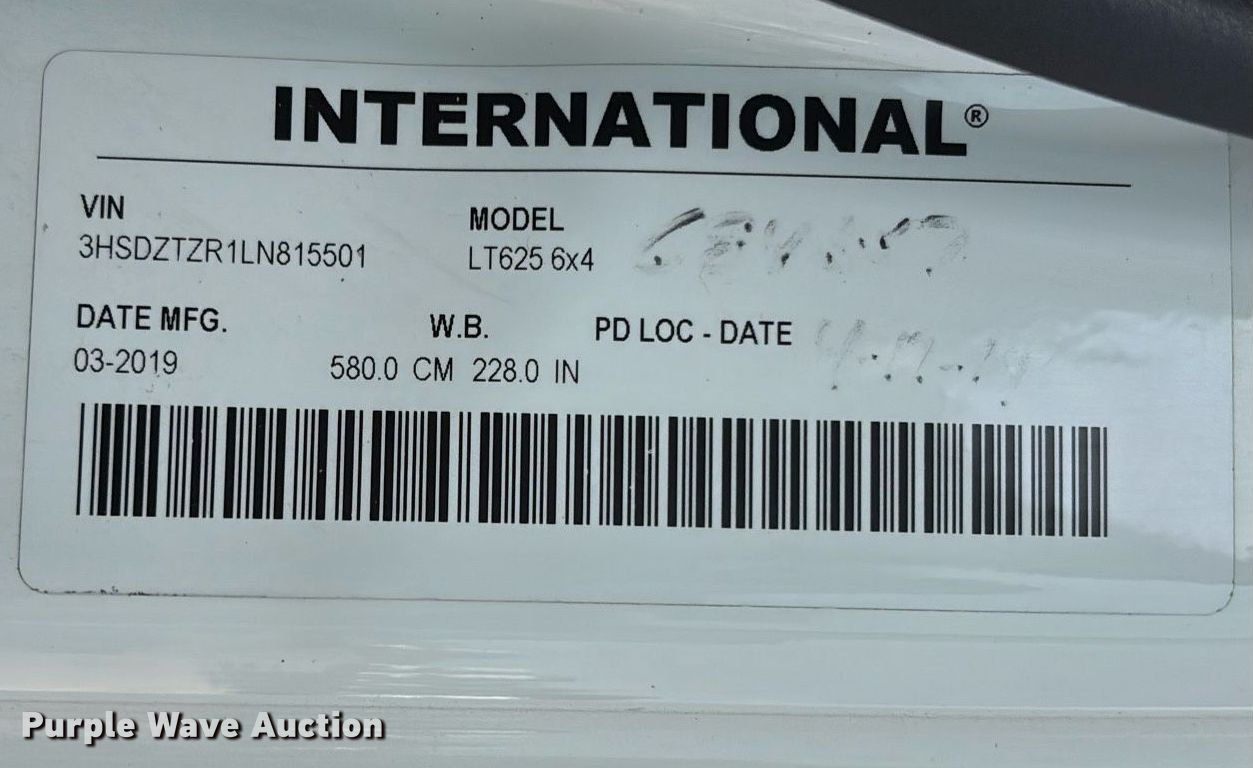 INTERNATIONAL®
VIN
MODEL
3HSDZTZR1LN815501
LT625 6x4
DATE MFG.
W.B.
PD LOC - DATE
03-2019
580.0 CM 228.0 IN
Purple Wave Auction